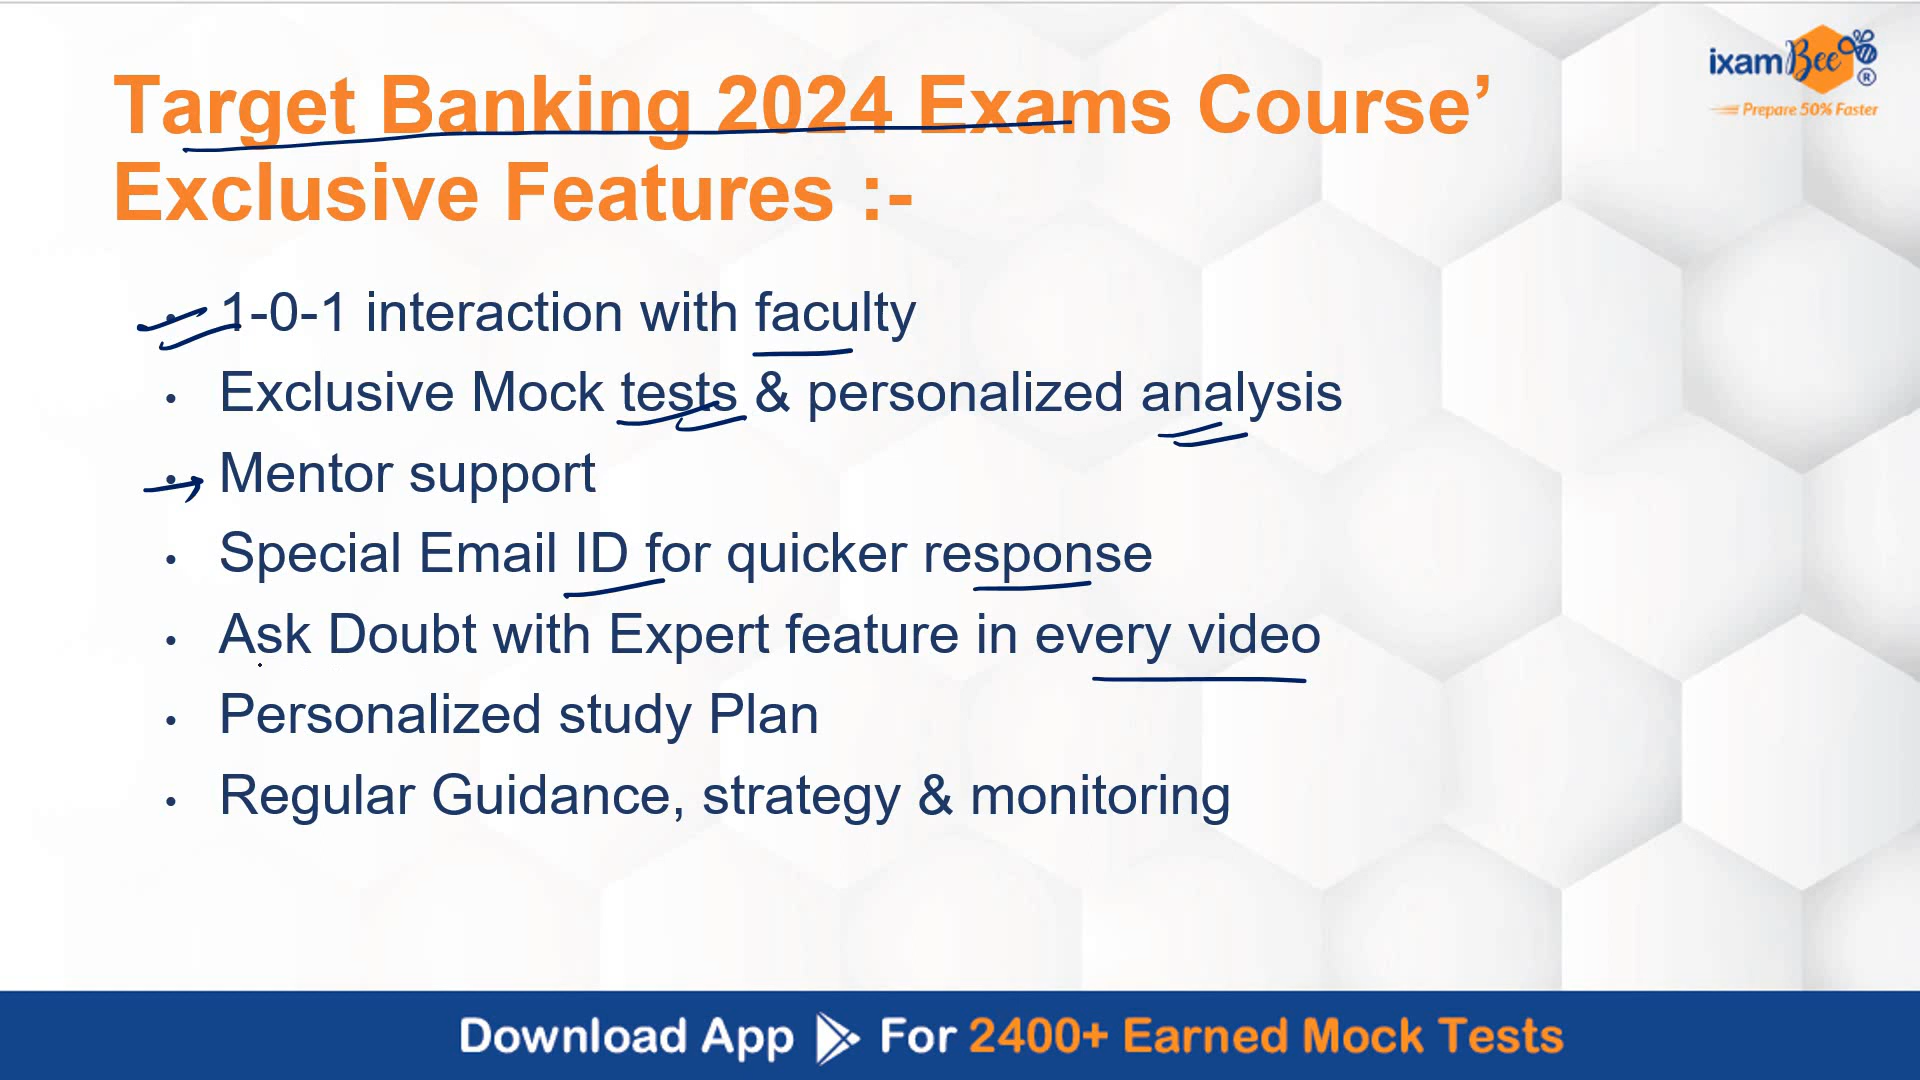 Target Banking 2024 Exams Course’
Exclusive Features :-
ixamBee
®
Prepare 50% Faster
• 1-0-1 interaction with faculty
• Exclusive Mock tests & personalized analysis
• Mentor support
• Special Email ID for quicker response
• Ask Doubt with Expert feature in every video
• Personalized study Plan
• Regular Guidance, strategy & monitoring
Download App For 2400+ Earned Mock Tests